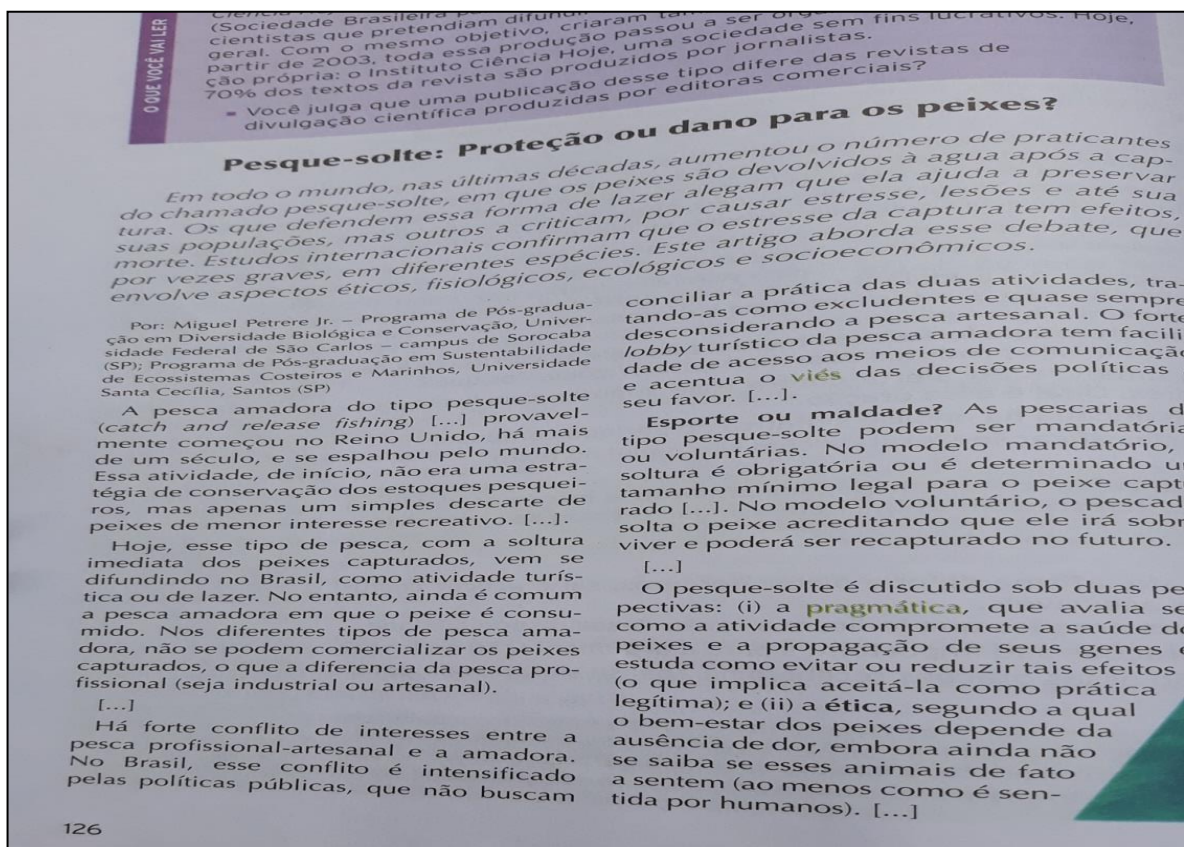 O QUE VOCÊ VAI LER
(Sociedade Brasileira
cientistas que pretendiam
geral. Com o mesmo objetivo, criaram
partir de 2003, toda essa produção passou a ser
ção própria: o Instituto Ciência Hoje, uma sociedade sem fins lucrativos. Hoje,
70% dos textos da revista são produzidos por jornalistas.
▪ Você julga que uma publicação desse tipo difere das revistas de
divulgação científica produzidas por editoras comerciais?
Pesque-solte: Proteção ou dano para os peixes?
Em todo o mundo, nas últimas décadas, aumentou o número de praticantes
do chamado pesque-solte, em que os peixes são devolvidos à agua após a cap-
tura. Os que defendem essa forma de lazer alegam que ela ajuda a preservar
suas populações, mas outros a criticam, por causar estresse, lesões e até sua
morte. Estudos internacionais confirmam que o estresse da captura tem efeitos,
por vezes graves, em diferentes espécies. Este artigo aborda esse debate, que
envolve aspectos éticos, fisiológicos, ecológicos e socioeconômicos.
Por: Miguel Petrere Jr. – Programa de Pós-gradua-
ção em Diversidade Biológica e Conservação, Univer-
sidade Federal de São Carlos – campus de Sorocaba
(SP); Programa de Pós-graduação em Sustentabilidade
de Ecossistemas Costeiros e Marinhos, Universidade
Santa Cecília, Santos (SP)
A pesca amadora do tipo pesque-solte
(catch and release fishing) [...] provavel-
mente começou no Reino Unido, há mais
de um século, e se espalhou pelo mundo.
Essa atividade, de início, não era uma estra-
tégia de conservação dos estoques pesquei-
ros, mas apenas um simples descarte de
peixes de menor interesse recreativo. [...].
Hoje, esse tipo de pesca, com a soltura
imediata dos peixes capturados, vem se
difundindo no Brasil, como atividade turís-
tica ou de lazer. No entanto, ainda é comum
a pesca amadora em que o peixe é consu-
mido. Nos diferentes tipos de pesca ama-
dora, não se podem comercializar os peixes
capturados, o que a diferencia da pesca pro-
fissional (seja industrial ou artesanal).
[...]
Há forte conflito de interesses entre a
pesca profissional-artesanal e a amadora.
No Brasil, esse conflito é intensificado
pelas políticas públicas, que não buscam
conciliar a prática das duas atividades, tra-
tando-as como excludentes e quase sempre
desconsiderando a pesca artesanal. O forte
lobby turístico da pesca amadora tem facili
dade de acesso aos meios de comunicação
e acentua o viés das decisões políticas
seu favor. [...].
Esporte ou maldade? As pescarias d
tipo pesque-solte podem ser mandatória
ou voluntárias. No modelo mandatório,
soltura é obrigatória ou é determinado u
tamanho mínimo legal para o peixe captu
rado [...]. No modelo voluntário, o pescad
solta o peixe acreditando que ele irá sobr
viver e poderá ser recapturado no futuro.
[...]
O pesque-solte é discutido sob duas pe
pectivas: (i) a pragmática, que avalia se
como a atividade compromete a saúde do
peixes e a propagação de seus genes e
estuda como evitar ou reduzir tais efeitos
(o que implica aceitá-la como prática
legítima); e (ii) a ética, segundo a qual
o bem-estar dos peixes depende da
ausência de dor, embora ainda não
se saiba se esses animais de fato
a sentem (ao menos como é sen-
tida por humanos). [...]
126